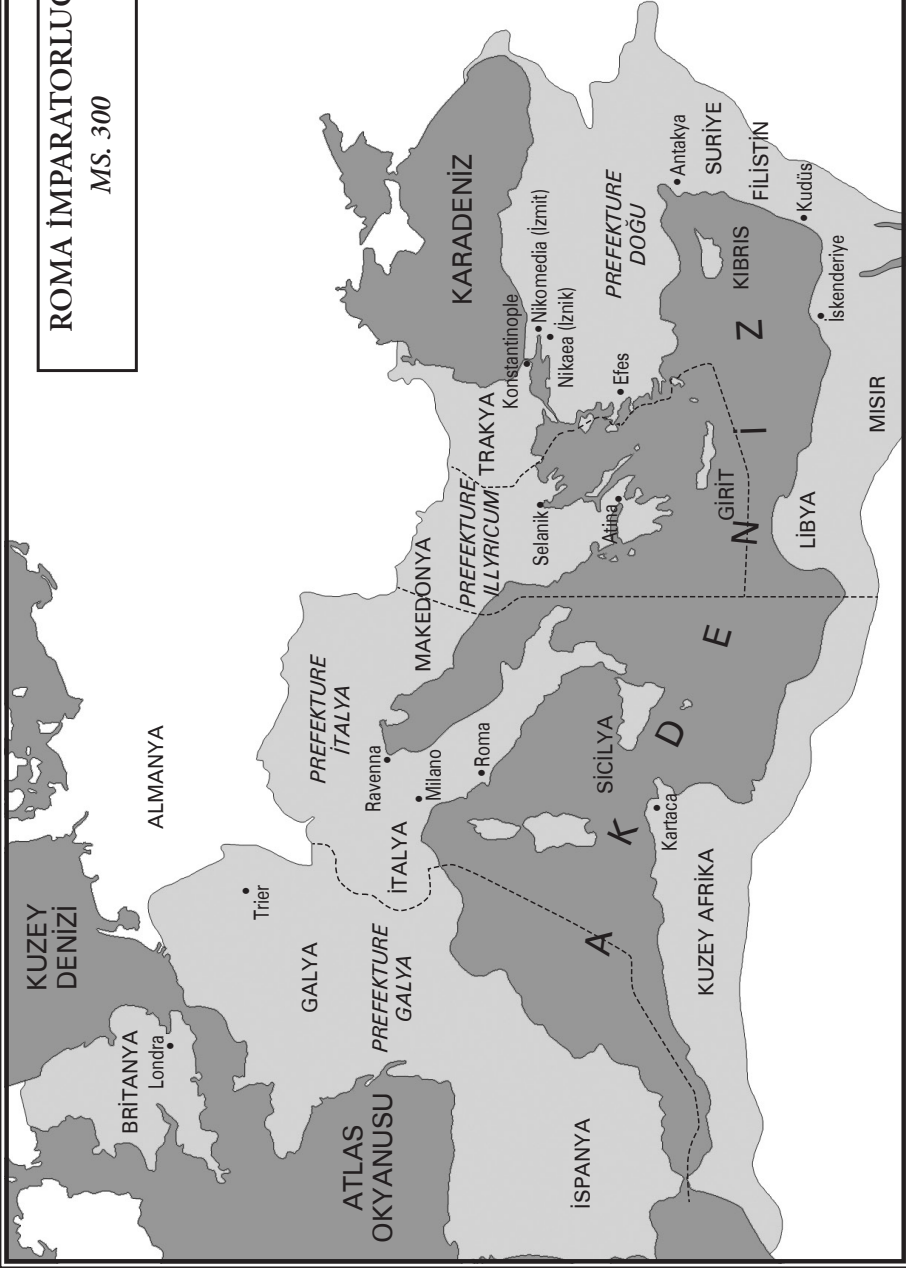 ROMA İMPARATORLUĞ
MS. 300
KUZEY
DENİZİ
BRİTANYA
Londra
ALMANYA
ATLAS
OKYANUSU
GALYA
Trier
PREFEKTURE
GALYA
İSPANYA
PREFEKTURE
İTALYA
İTALYA
Ravenna
Milano
Roma
SİCİLYA
Kartaca
KUZEY AFRİKA
MAKEDONYA
PREFEKTURE
ILLYRICUM
TRAKYA
Selanik
Atina
GİRİT
LİBYA
KARADENİZ
Konstantinople
Nikomedia (İzmit)
Nikaea (İznik)
Efes
PREFEKTURE
DOĞU
Antakya
SURİYE
FİLİSTİN
Kudüs
KIBRIS
İskenderiye
MISIR
A K D E N I Z